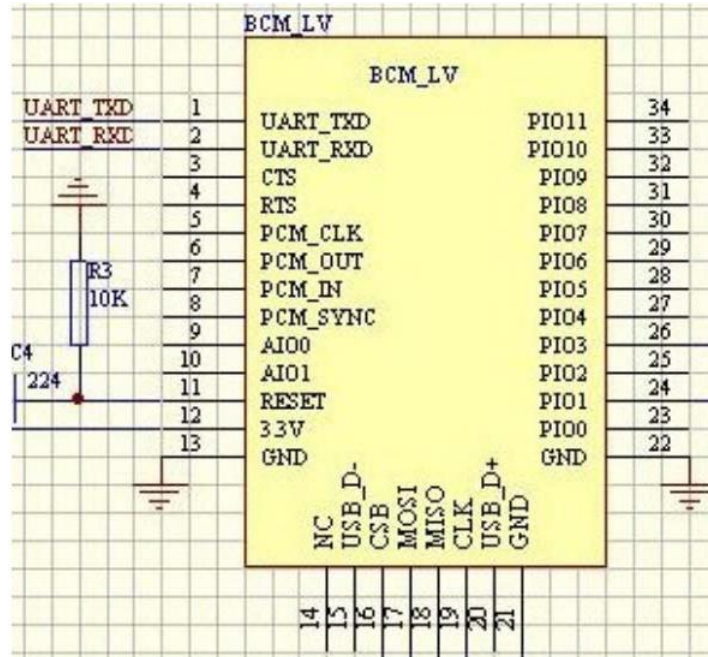 BCM_LV
BCM_LV
UART_TXD 1 UART_TXD PIO11 34
UART_RXD 2 UART_RXD PIO10 33
3 CTS PIO9 32
4 RTS PIO8 31
5 PCM_CLK PIO7 30
6 PCM_OUT PIO6 29
R3 7 PCM_IN PIO5 28
10K 8 PCM_SYNC PIO4 27
C4 9 AIO0 PIO3 26
224 10 AIO1 PIO2 25
11 RESET PIO1 24
12 3.3V PIO0 23
13 GND GND 22
NC USB_D- CSB MOSI MISO CLK USB_D+ GND
14 15 16 17 18 19 20 21